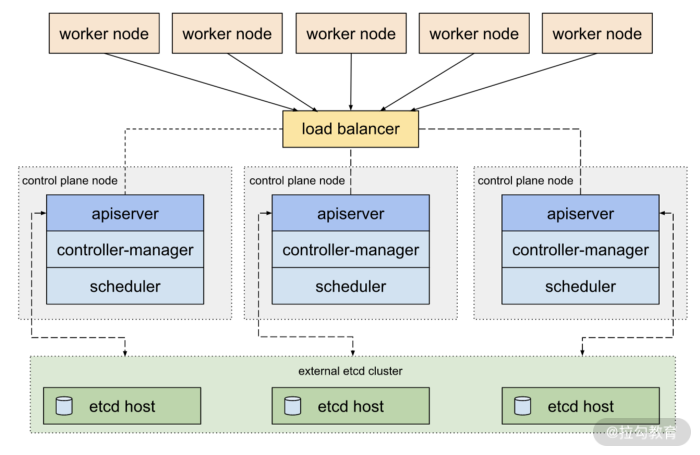 worker node
worker node
worker node
worker node
worker node
load balancer
control plane node
apiserver
controller-manager
scheduler
control plane node
apiserver
controller-manager
scheduler
control plane node
apiserver
controller-manager
scheduler
external etcd cluster
etcd host
etcd host
etcd host
@拉勾教育